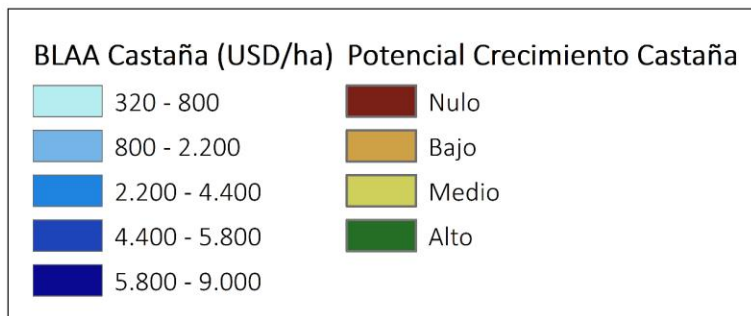 BLAA Castaña (USD/ha)
320 - 800
800 - 2.200
2.200 - 4.400
4.400 - 5.800
5.800 - 9.000
Potencial Crecimiento Castaña
Nulo
Bajo
Medio
Alto